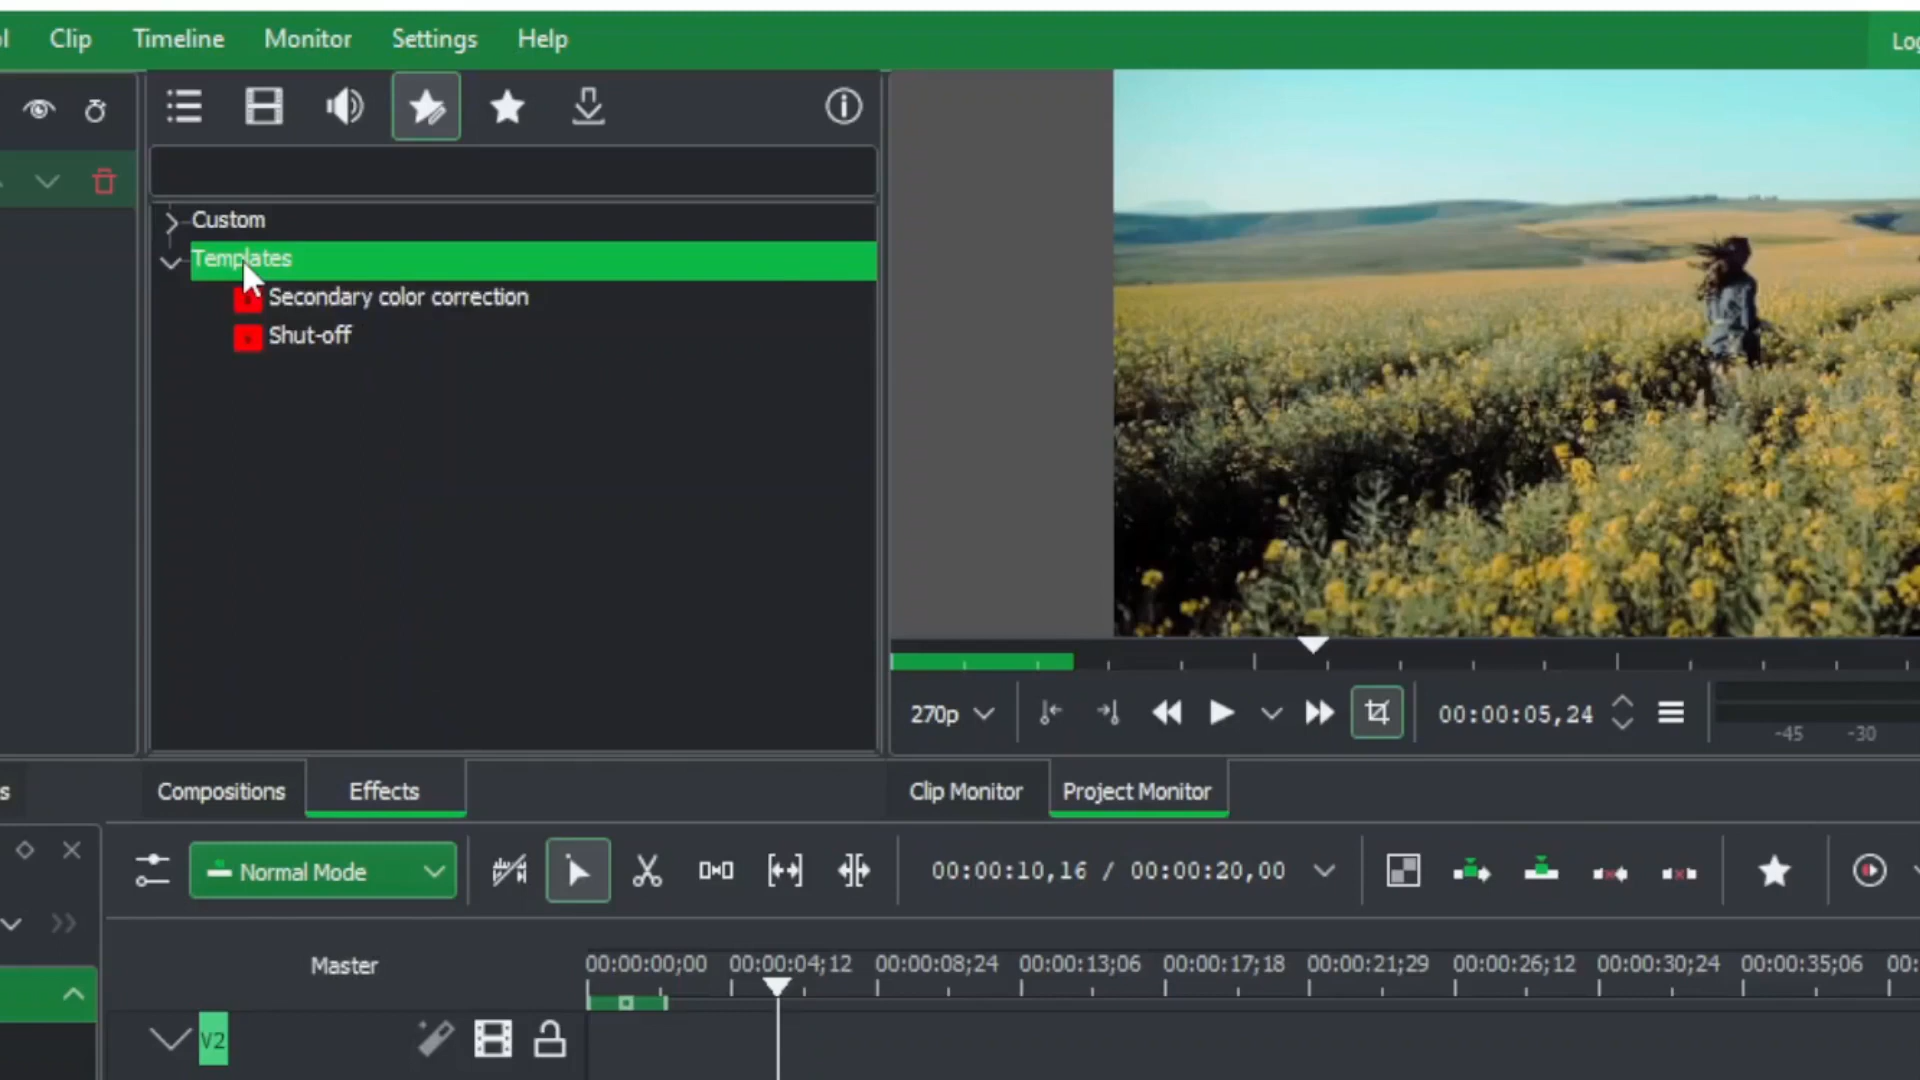 Clip Timeline Monitor Settings Help
Custom
Templates
Secondary color correction
Shut-off
270p 00:00:05,24
-45 -30
Compositions Effects Clip Monitor Project Monitor
Normal Mode 00:00:10,16 / 00:00:20,00
Master 00:00:00;00 00:00:04;12 00:00:08;24 00:00:13;06 00:00:17;18 00:00:21;29 00:00:26;12 00:00:30;24 00:00:35;06 00:
V2